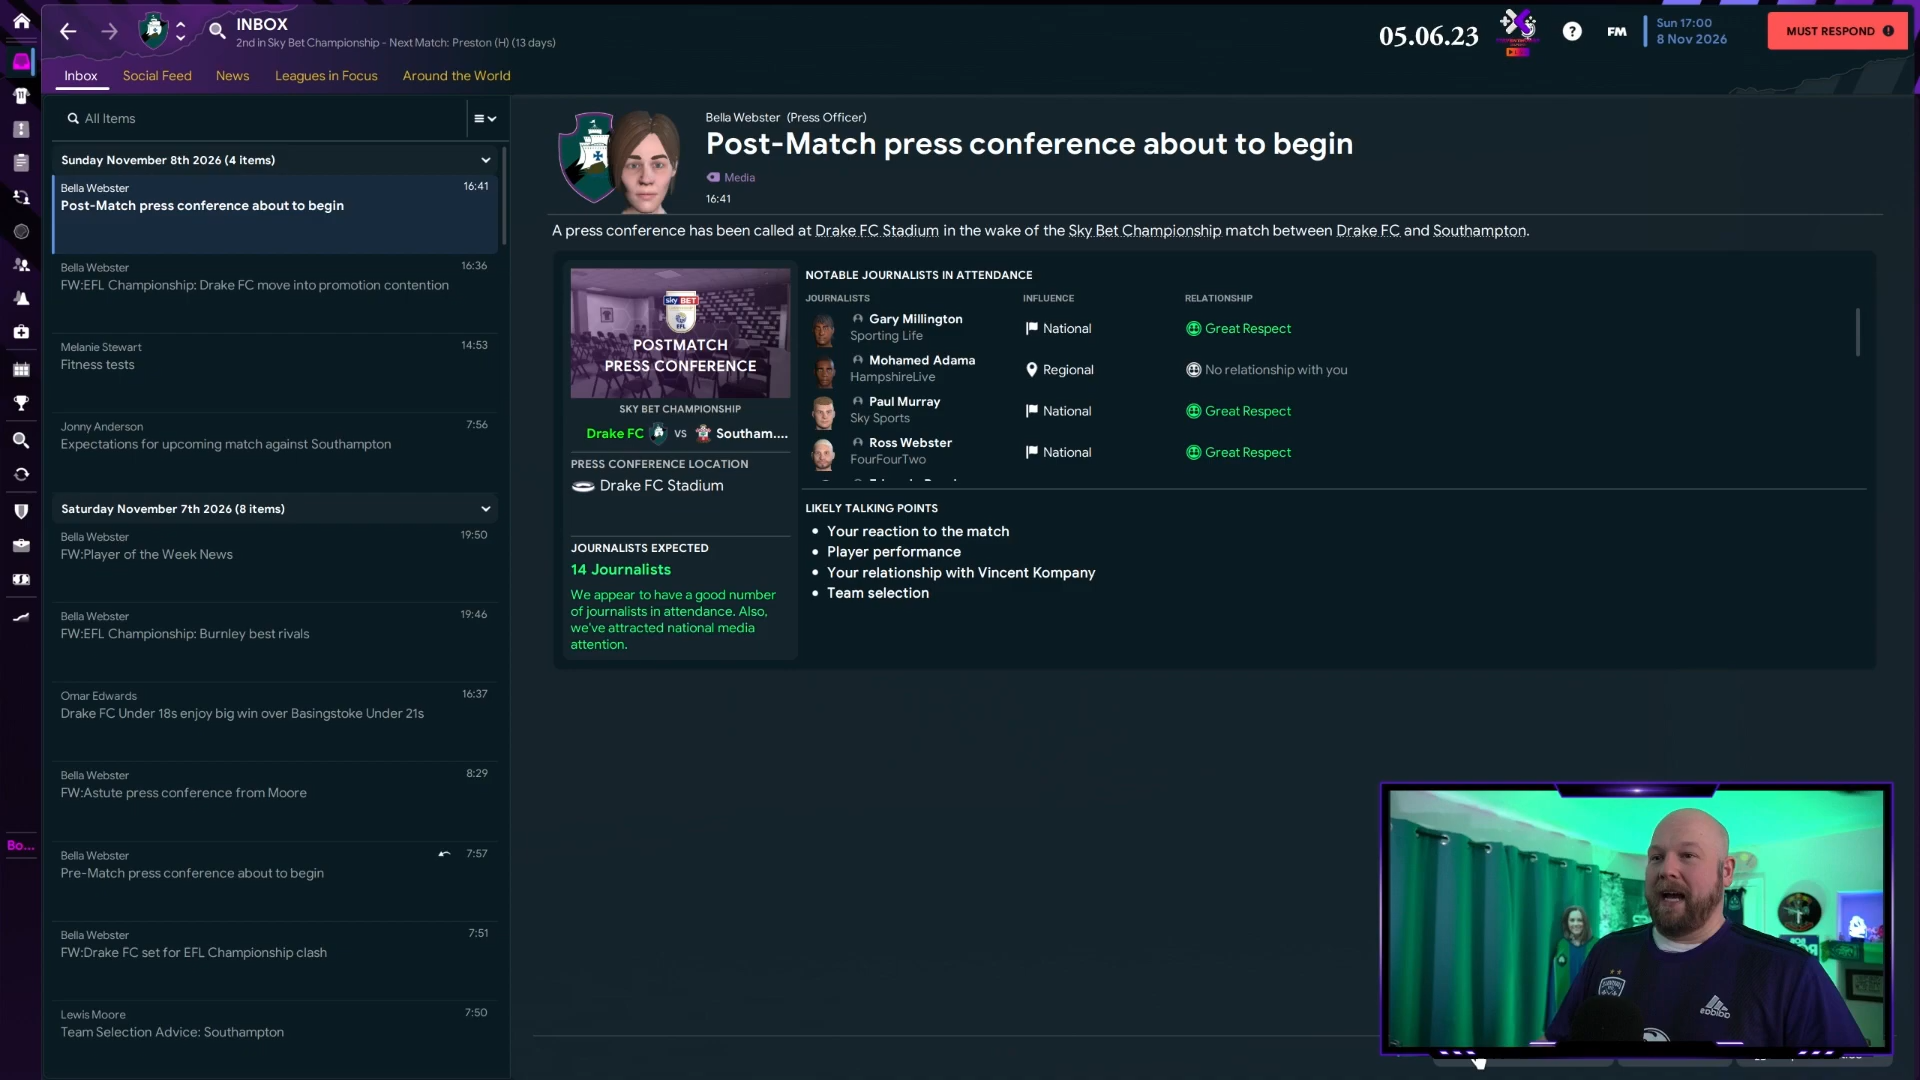 INBOX
2nd in Sky Bet Championship - Next Match: Preston (H) (13 days)
05.06.23
FM
Sun 17:00
8 Nov 2026
MUST RESPOND
Inbox
Social Feed
News
Leagues in Focus
Around the World
All Items
Sunday November 8th 2026 (4 items)
Bella Webster 16:41
Post-Match press conference about to begin
Bella Webster 16:36
FW:EFL Championship: Drake FC move into promotion contention
Melanie Stewart 14:53
Fitness tests
Jonny Anderson 7:56
Expectations for upcoming match against Southampton
Saturday November 7th 2026 (8 items)
Bella Webster 19:50
FW:Player of the Week News
Bella Webster 19:46
FW:EFL Championship: Burnley best rivals
Omar Edwards 16:37
Drake FC Under 18s enjoy big win over Basingstoke Under 21s
Bella Webster 8:29
FW:Astute press conference from Moore
Bo...
Bella Webster 7:57
Pre-Match press conference about to begin
Bella Webster 7:51
FW:Drake FC set for EFL Championship clash
Lewis Moore 7:50
Team Selection Advice: Southampton
Bella Webster (Press Officer)
Post-Match press conference about to begin
Media
16:41
A press conference has been called at Drake FC Stadium in the wake of the Sky Bet Championship match between Drake FC and Southampton.
sky BET
EFL
POSTMATCH
PRESS CONFERENCE
SKY BET CHAMPIONSHIP
Drake FC vs Southam....
PRESS CONFERENCE LOCATION
Drake FC Stadium
JOURNALISTS EXPECTED
14 Journalists
We appear to have a good number
of journalists in attendance. Also,
we've attracted national media
attention.
NOTABLE JOURNALISTS IN ATTENDANCE
JOURNALISTS INFLUENCE RELATIONSHIP
Gary Millington
Sporting Life
National
Great Respect
Mohamed Adama
HampshireLive
Regional
No relationship with you
Paul Murray
Sky Sports
National
Great Respect
Ross Webster
FourFourTwo
National
Great Respect
LIKELY TALKING POINTS
Your reaction to the match
Player performance
Your relationship with Vincent Kompany
Team selection